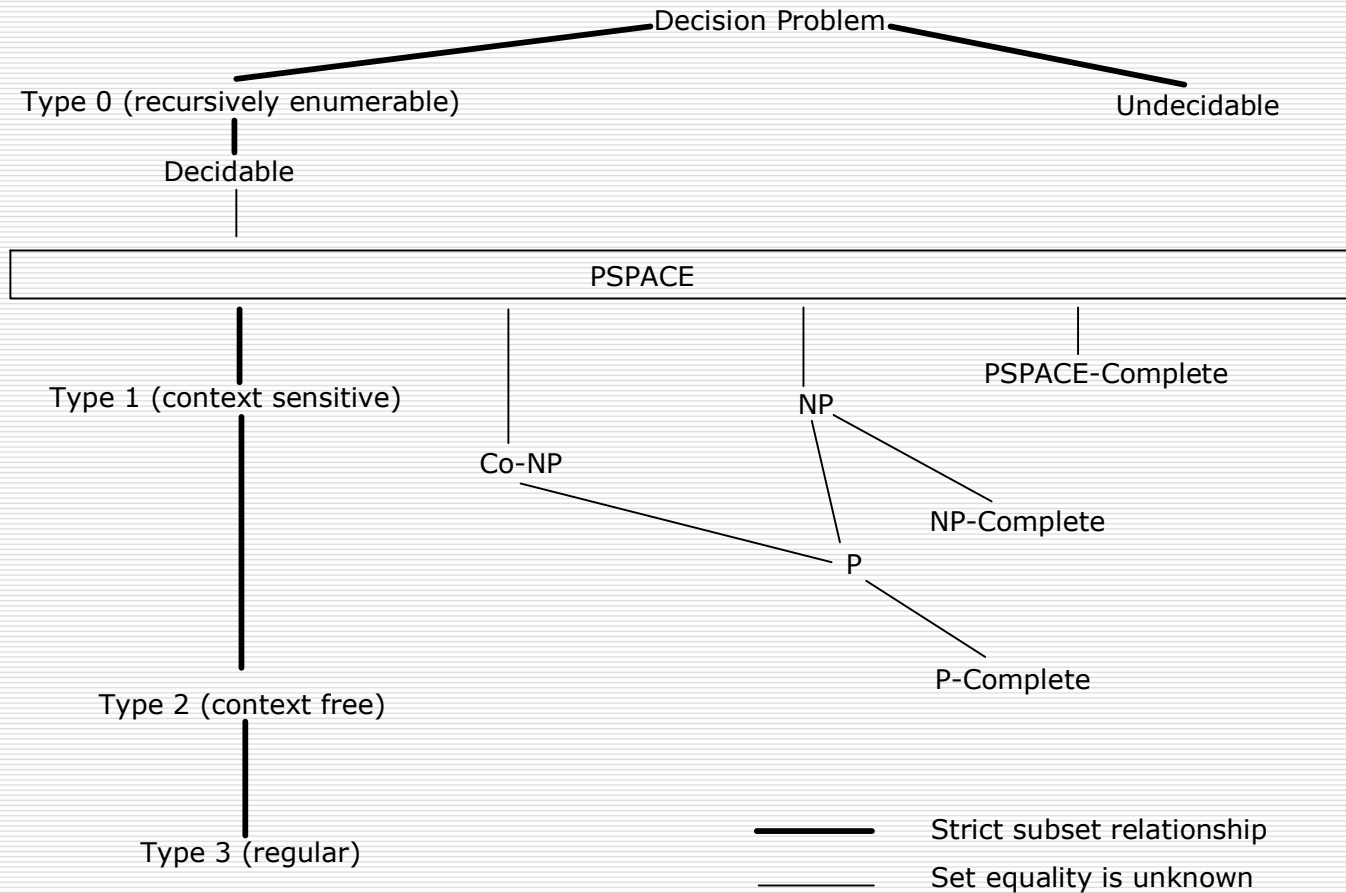 Decision Problem
Type 0 (recursively enumerable)
Undecidable
Decidable
PSPACE
PSPACE-Complete
Type 1 (context sensitive)
NP
Co-NP
NP-Complete
P
P-Complete
Type 2 (context free)
Strict subset relationship
Type 3 (regular)
Set equality is unknown